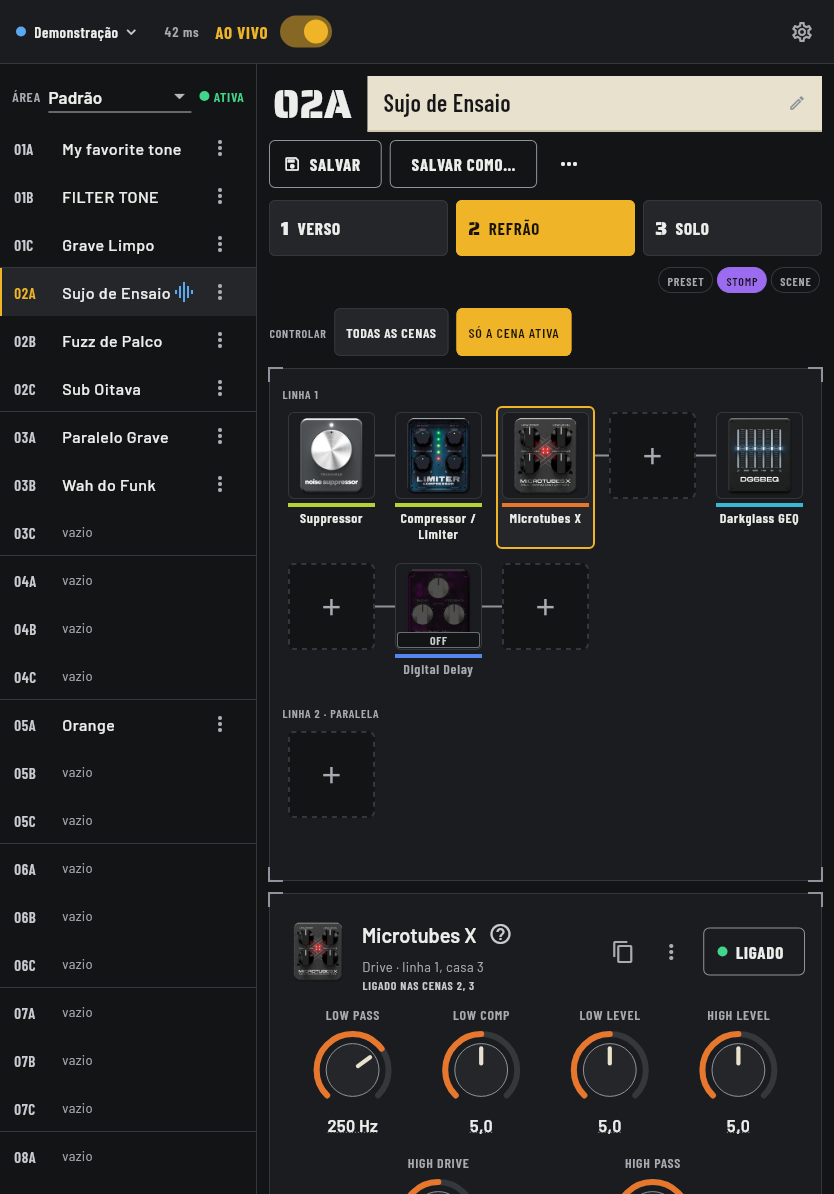 Demonstração
42 ms
AO VIVO
ÁREA
Padrão
ATIVA
01A My favorite tone
01B FILTER TONE
01C Grave Limpo
02A Sujo de Ensaio
02B Fuzz de Palco
02C Sub Oitava
03A Paralelo Grave
03B Wah do Funk
03C vazio
04A vazio
04B vazio
04C vazio
05A Orange
05B vazio
05C vazio
06A vazio
06B vazio
06C vazio
07A vazio
07B vazio
07C vazio
08A vazio
02A
Sujo de Ensaio
SALVAR
SALVAR COMO...
1 VERSO
2 REFRÃO
3 SOLO
PRESET
STOMP
SCENE
CONTROLAR
TODAS AS CENAS
SÓ A CENA ATIVA
LINHA 1
noise suppressor
LIMITER
COMPRESSOR
MICROTUBES X
DG6BEQ
Suppressor
Compressor /
Limiter
Microtubes X
Darkglass GEQ
OFF
Digital Delay
LINHA 2 · PARALELA
MICROTUBES X
Microtubes X
Drive · linha 1, casa 3
LIGADO NAS CENAS 2, 3
LIGADO
LOW PASS
LOW COMP
LOW LEVEL
HIGH LEVEL
250 Hz
5,0
5,0
5,0
HIGH DRIVE
HIGH PASS